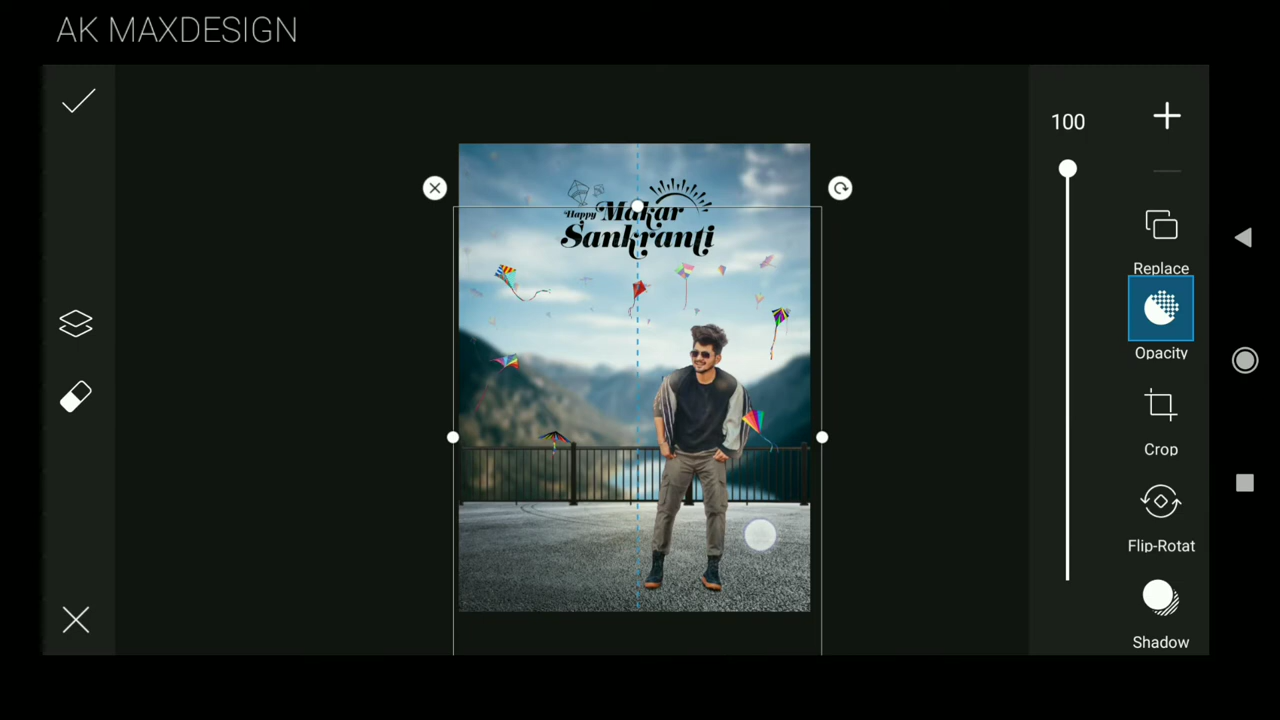 AK MAXDESIGN
100
Replace
Opacity
Crop
Flip-Rotat
Shadow
Happy Makar
Sankranti